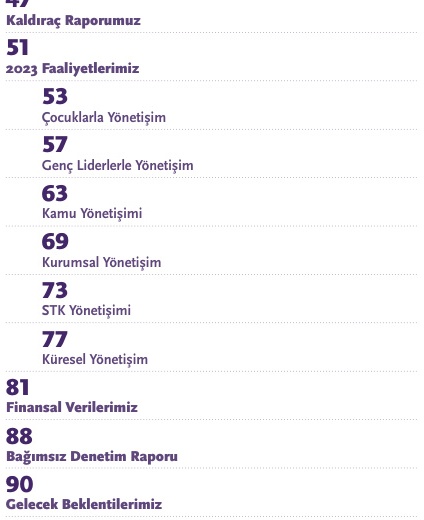 47
Kaldıraç Raporumuz
51
2023 Faaliyetlerimiz
53
Çocuklarla Yönetişim
57
Genç Liderlerle Yönetişim
63
Kamu Yönetişimi
69
Kurumsal Yönetişim
73
STK Yönetişimi
77
Küresel Yönetişim
81
Finansal Verilerimiz
88
Bağımsız Denetim Raporu
90
Gelecek Beklentilerimiz